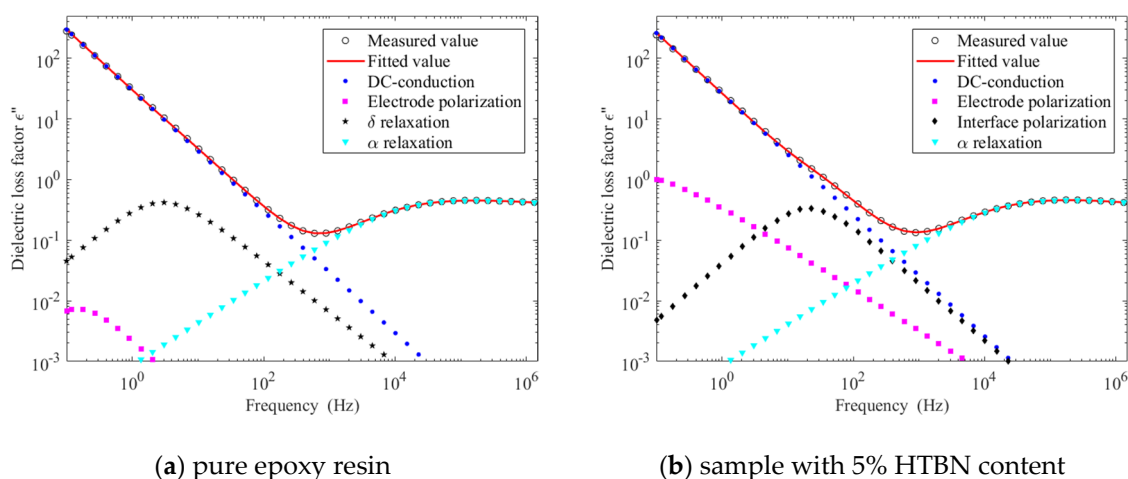 10^2
10^1
10^0
10^-1
10^-2
10^-3
Dielectric loss factor ϵ"
10^0
10^2
10^4
10^6
Frequency (Hz)
Measured value
Fitted value
DC-conduction
Electrode polarization
δ relaxation
α relaxation
(a) pure epoxy resin
10^2
10^1
10^0
10^-1
10^-2
10^-3
Dielectric loss factor ϵ"
10^0
10^2
10^4
10^6
Frequency (Hz)
Measured value
Fitted value
DC-conduction
Electrode polarization
Interface polarization
α relaxation
(b) sample with 5% HTBN content